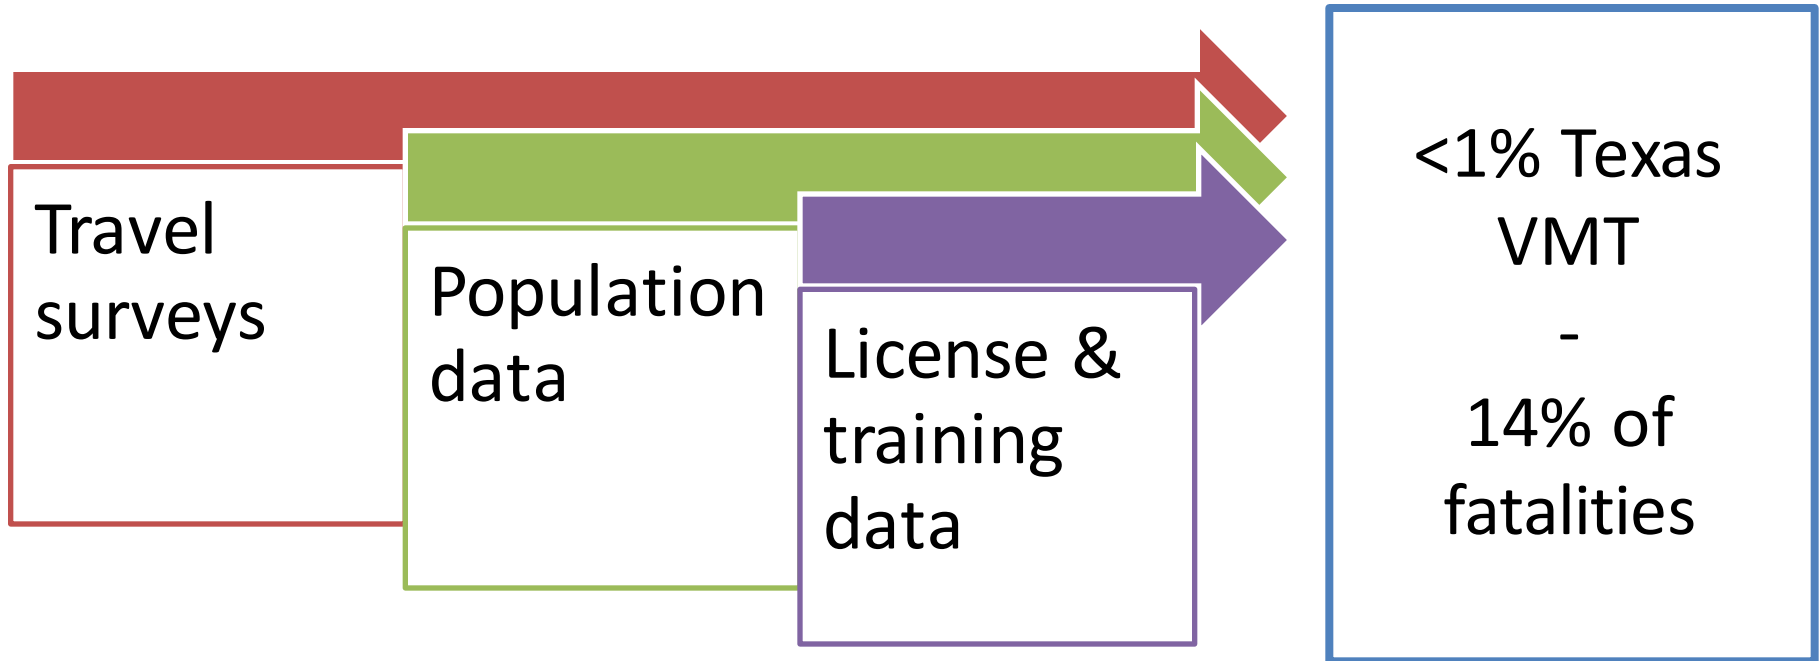 Travel
surveys
Population
data
License &
training
data
<1% Texas
VMT
-
14% of
fatalities